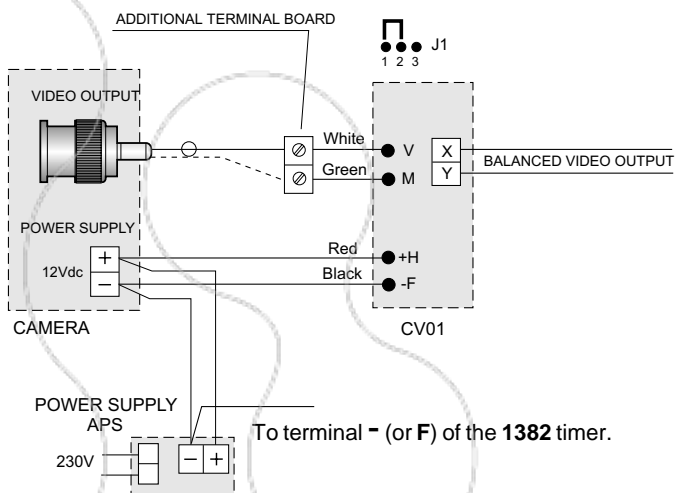 ADDITIONAL TERMINAL BOARD
J1
1 2 3
VIDEO OUTPUT
White
V
X
BALANCED VIDEO OUTPUT
Green
M
Y
POWER SUPPLY
+
12Vdc
−
Red
+H
Black
-F
CAMERA
CV01
POWER SUPPLY
APS
230V
− +
To terminal - (or F) of the 1382 timer.